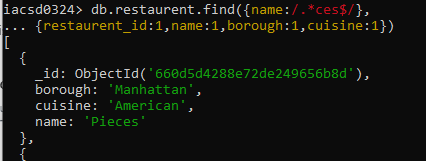 iacsd0324> db.restaurent.find({name:/.*ces$/},
... {restaurent_id:1,name:1,borough:1,cuisine:1})
[
{
_id: ObjectId('660d5d4288e72de249656b8d'),
borough: 'Manhattan',
cuisine: 'American',
name: 'Pieces'
},
{